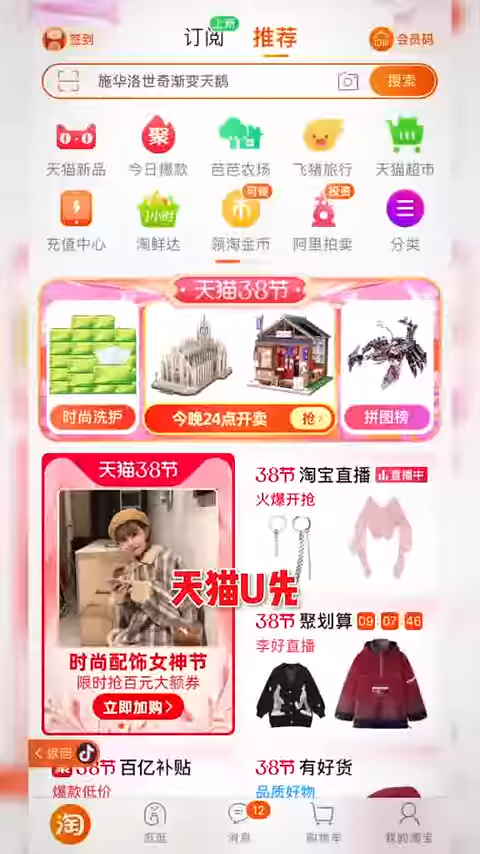 签到
订阅
上新
推荐
会员码
施华洛世奇渐变天鹅
搜索
天猫新品
今日爆款
芭芭农场
飞猪旅行
天猫超市
聚
1小时
可赚
投资
充值中心
淘鲜达
领淘金币
阿里拍卖
分类
天猫38节
时尚洗护
今晚24点开卖
抢
拼图榜
天猫38节
时尚配饰女神节
限时抢百元大额券
立即加购
38节 淘宝直播
直播中
火爆开抢
天猫U先
38节 聚划算 09 07 46
李好直播
返回
38节 百亿补贴
爆款低价
38节 有好货
品质好物
淘
逛逛
消息
12
购物车
我的淘宝